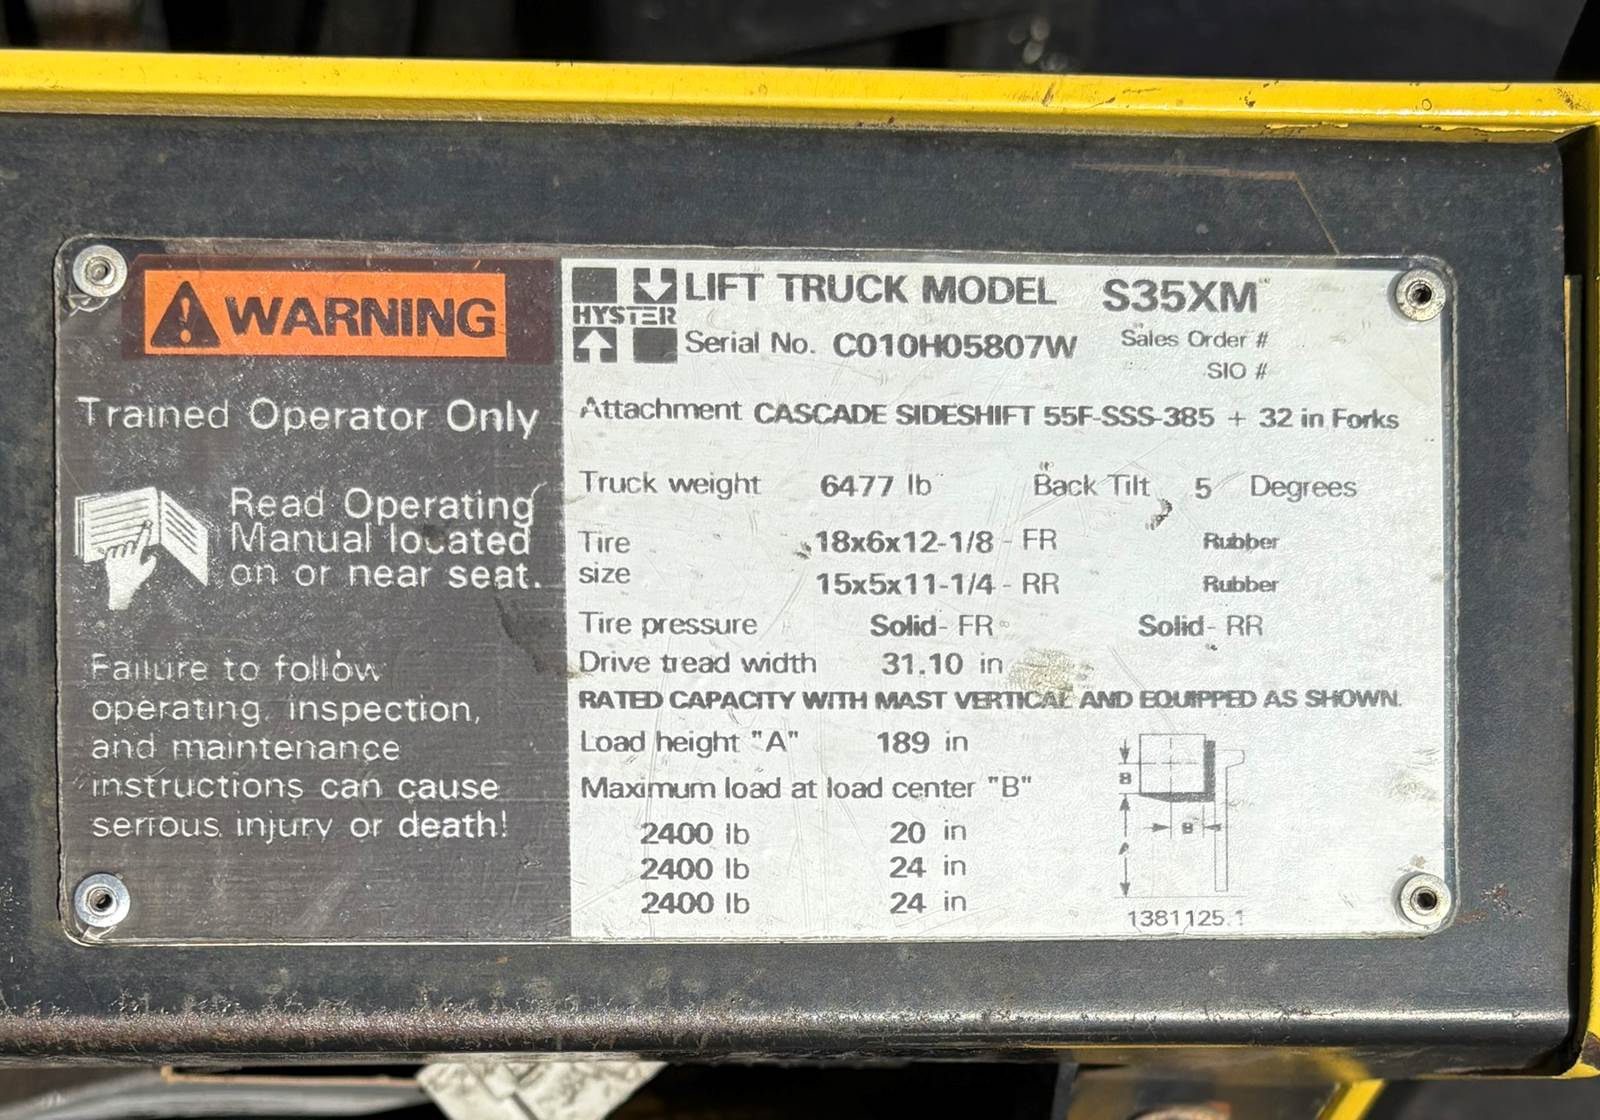 WARNING
Trained Operator Only
Read Operating
Manual located
on or near seat.
Failure to follow
operating, inspection,
and maintenance
instructions can cause
serious injury or death!
HYSTER
LIFT TRUCK MODEL S35XM
Serial No. C010H05807W Sales Order #
SIO #
Attachment CASCADE SIDESHIFT 55F-SSS-385 + 32 in Forks
Truck weight 6477 lb Back Tilt 5 Degrees
Tire 18x6x12-1/8 - FR Rubber
size 15x5x11-1/4 - RR Rubber
Tire pressure Solid- FR Solid- RR
Drive tread width 31.10 in
RATED CAPACITY WITH MAST VERTICAL AND EQUIPPED AS SHOWN.
Load height "A" 189 in
Maximum load at load center "B"
2400 lb 20 in
2400 lb 24 in
2400 lb 24 in
B
B
A
1381125.1